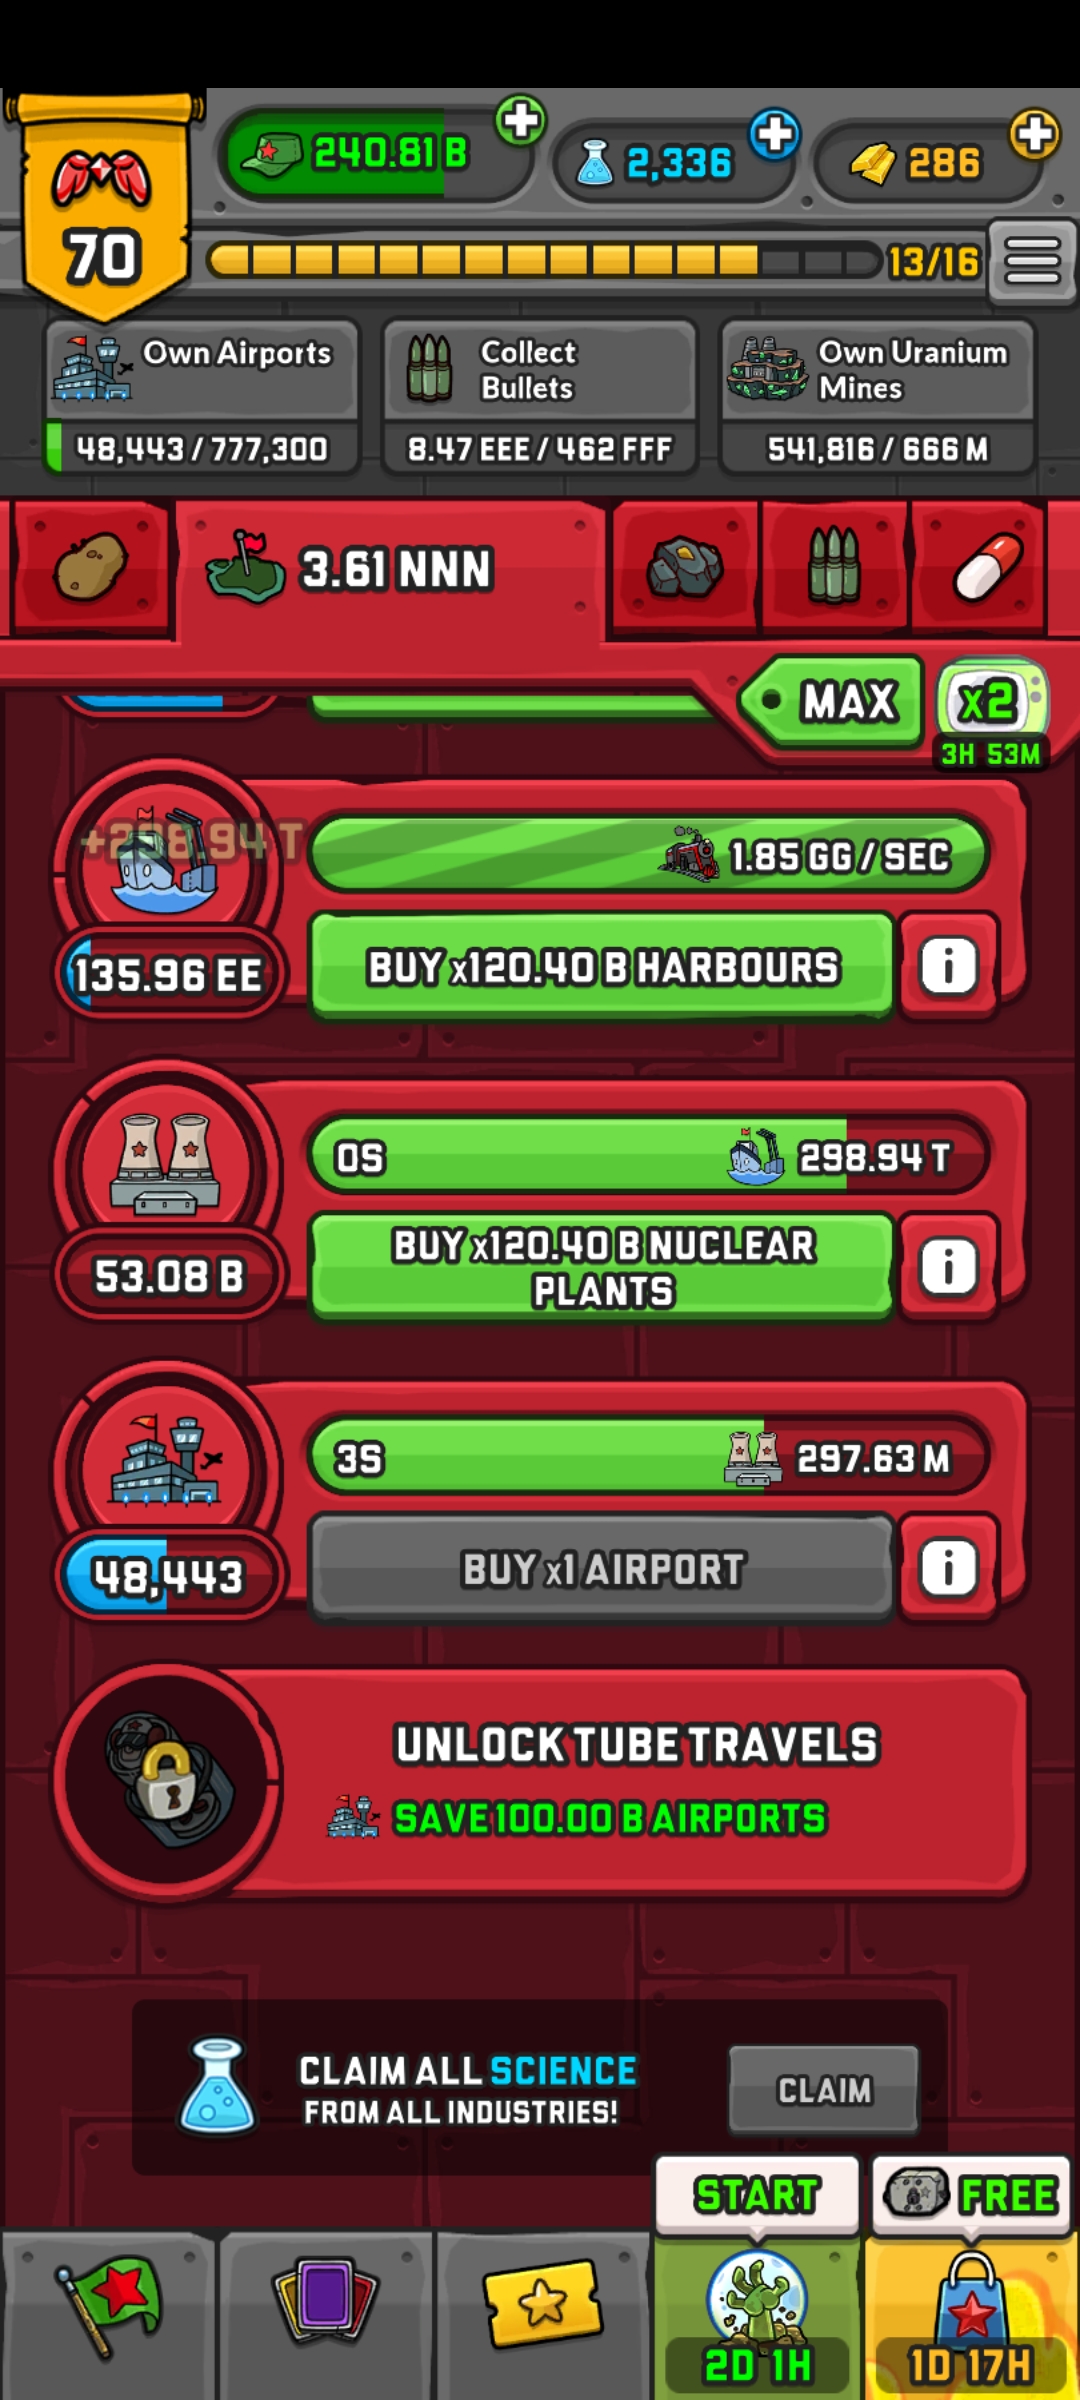 240.81 B
2,336
286
70
13/16
Own Airports
48,443 / 777,300
Collect
Bullets
8.47 EEE / 462 FFF
Own Uranium
Mines
541,816 / 666 M
3.61 NNN
MAX
x2
3H 53M
+298.94 T
1.85 GG / SEC
135.96 EE
BUY x120.40 B HARBOURS
i
0S
298.94 T
53.08 B
BUY x120.40 B NUCLEAR
PLANTS
i
3S
297.63 M
48,443
BUY x1 AIRPORT
i
UNLOCK TUBE TRAVELS
SAVE 100.00 B AIRPORTS
CLAIM ALL SCIENCE
FROM ALL INDUSTRIES!
CLAIM
START
FREE
2D 1H
1D 17H